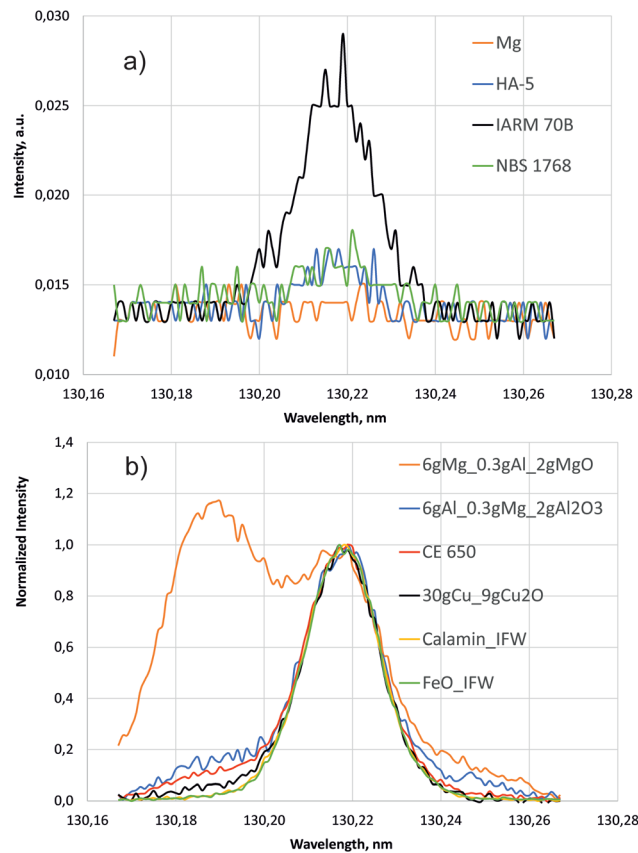 0,030
a)
Mg
HA-5
0,025
IARM 70B
NBS 1768
Intensity, a.u.
0,020
0,015
0,010
130,16 130,18 130,20 130,22 130,24 130,26 130,28
Wavelength, nm
1,4
b)
6gMg_0.3gAl_2gMgO
1,2
6gAl_0.3gMg_2gAl2O3
1,0
CE 650
Normalized Intensity
0,8
30gCu_9gCu2O
Calamin_IFW
0,6
FeO_IFW
0,4
0,2
0,0
130,16 130,18 130,20 130,22 130,24 130,26 130,28
Wavelength, nm